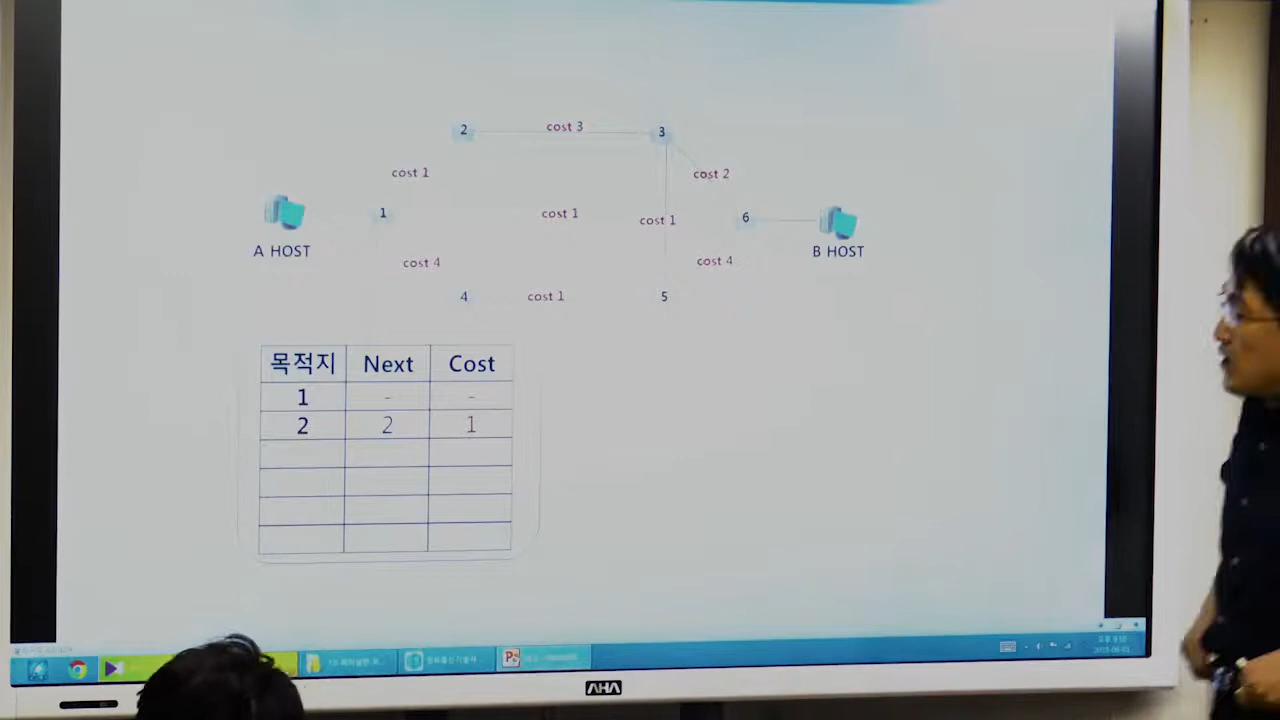 2 cost 3 3
cost 1 cost 2
1 cost 1 cost 1 6
A HOST B HOST
cost 4 cost 4
4 cost 1 5
목적지 Next Cost
1 - -
2 2 1
AHA